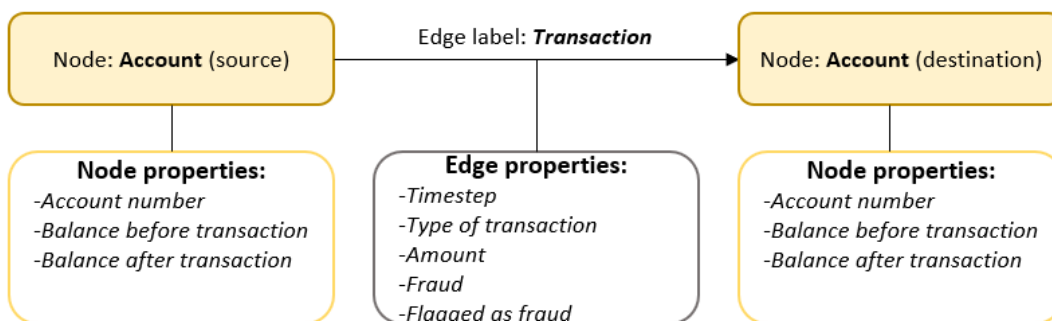 Edge label: Transaction
Node: Account (source)
Node: Account (destination)
Node properties:
-Account number
-Balance before transaction
-Balance after transaction
Edge properties:
-Timestep
-Type of transaction
-Amount
-Fraud
-Flagged as fraud
Node properties:
-Account number
-Balance before transaction
-Balance after transaction